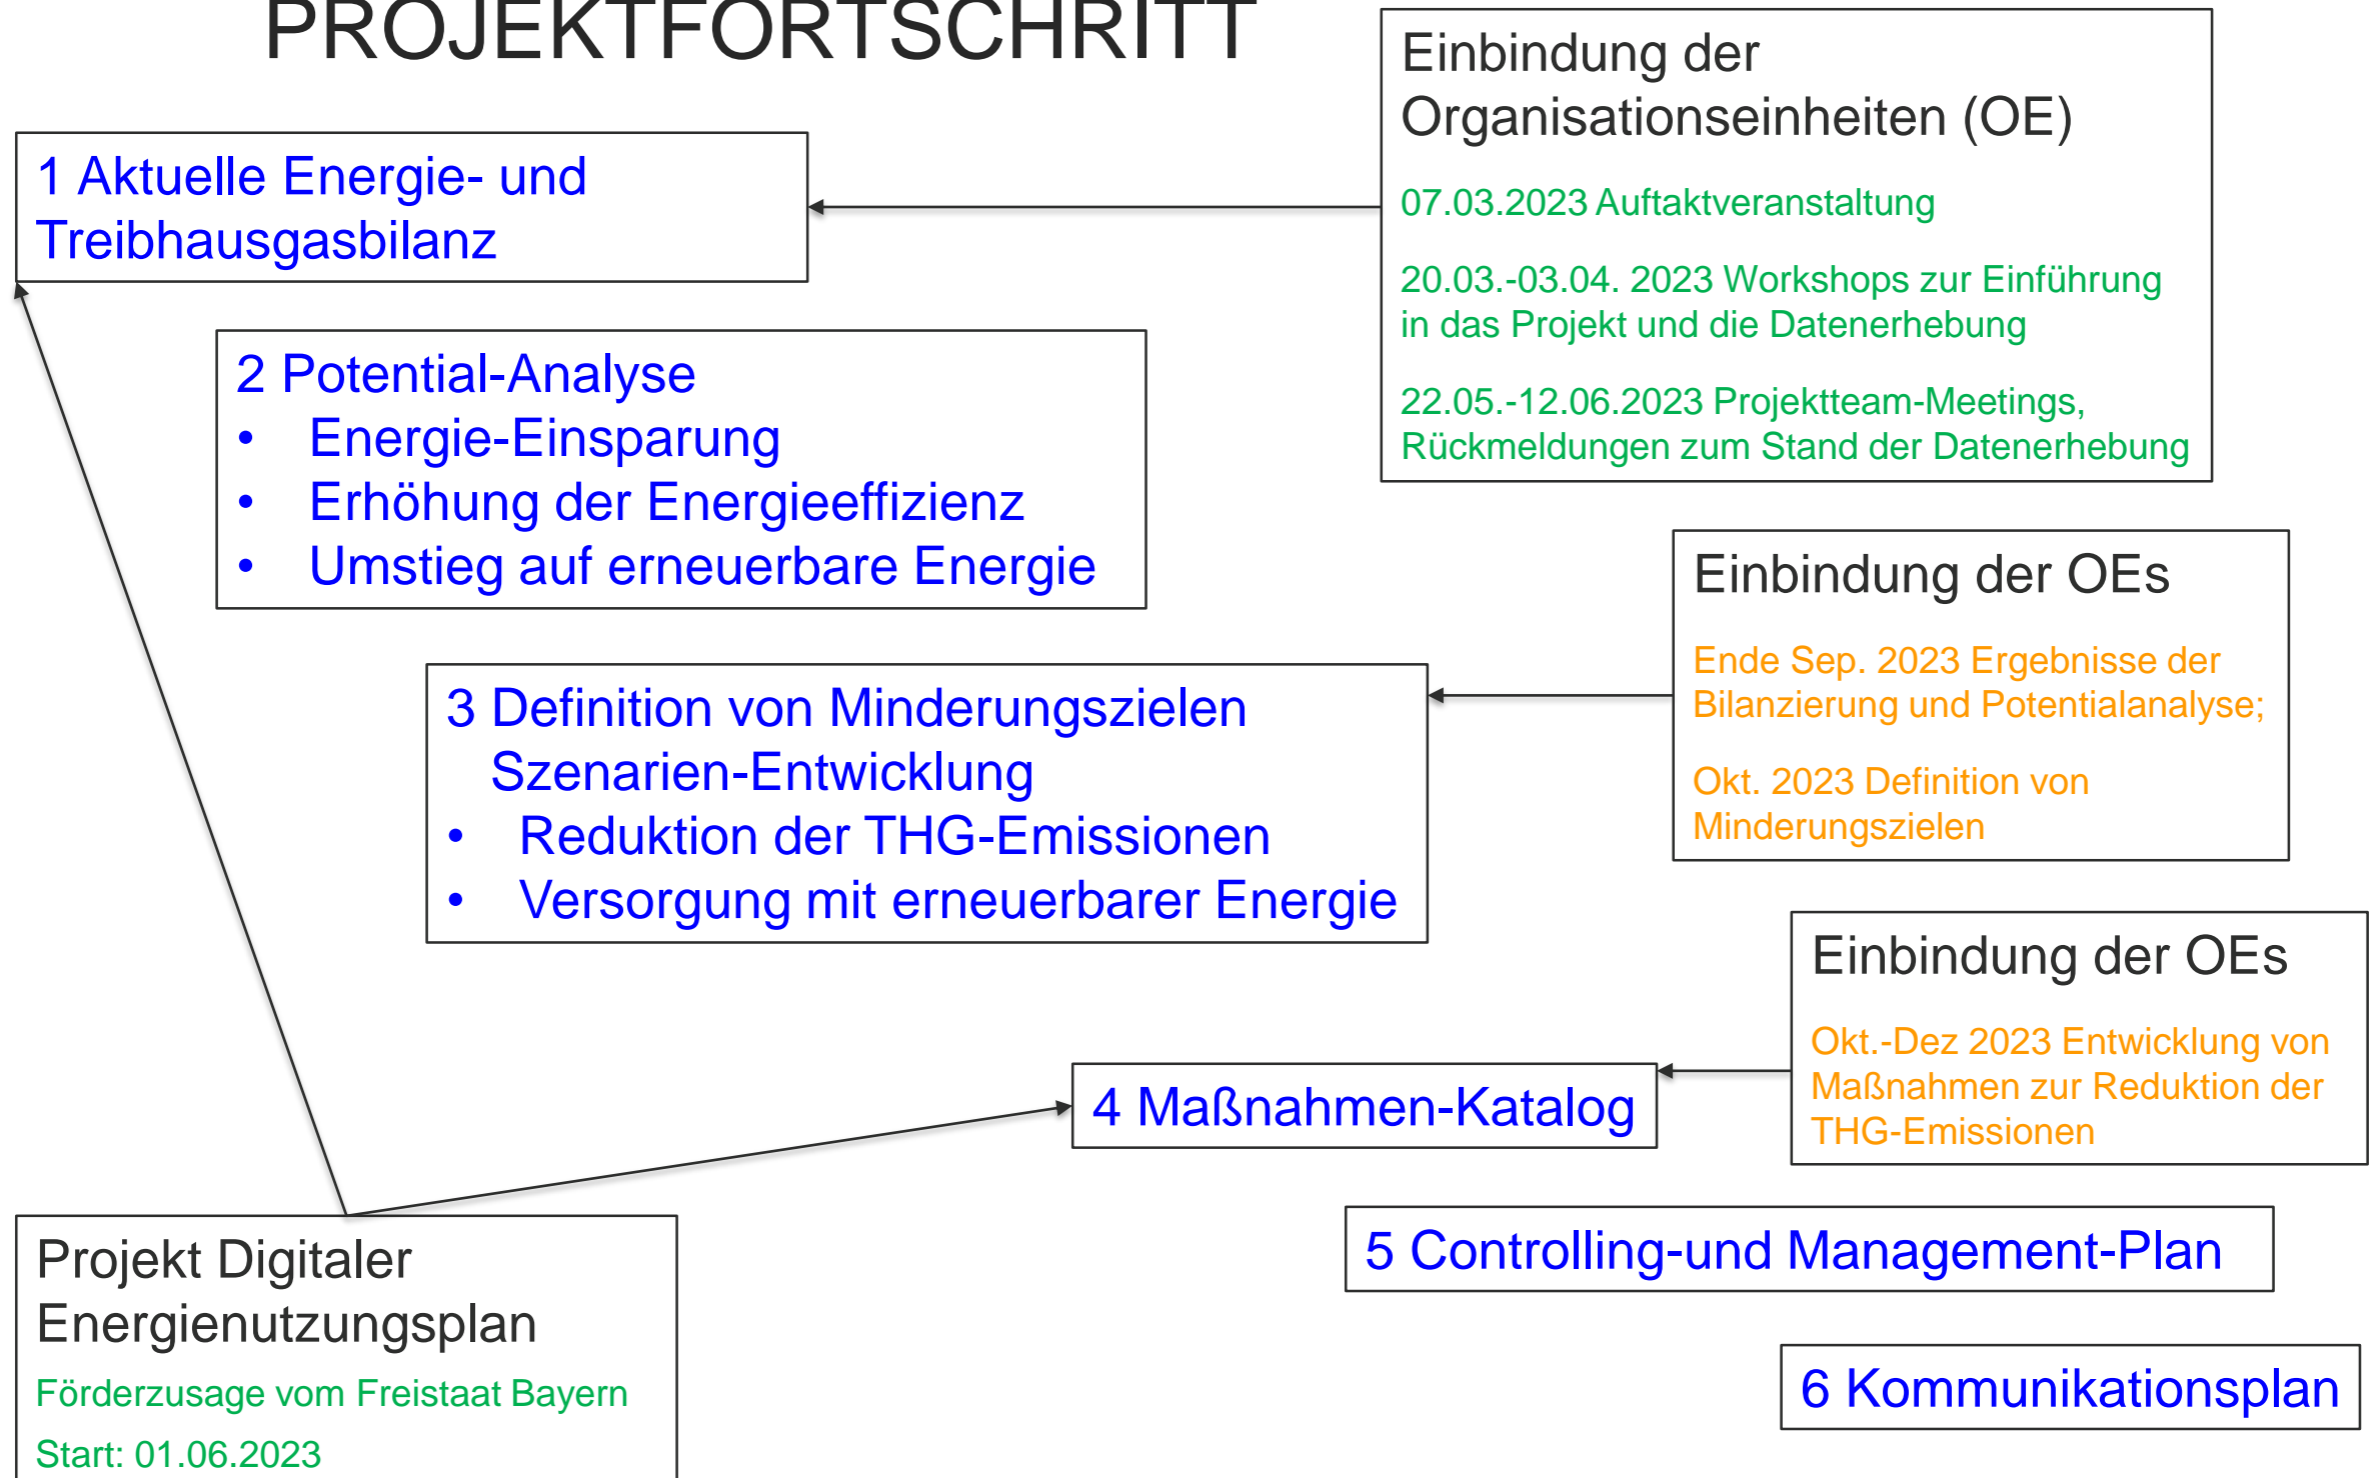 PROJEKTFORTSCHRITT
1 Aktuelle Energie- und
Treibhausgasbilanz
2 Potential-Analyse
• Energie-Einsparung
• Erhöhung der Energieeffizienz
• Umstieg auf erneuerbare Energie
3 Definition von Minderungszielen
Szenarien-Entwicklung
• Reduktion der THG-Emissionen
• Versorgung mit erneuerbarer Energie
4 Maßnahmen-Katalog
5 Controlling-und Management-Plan
6 Kommunikationsplan
Einbindung der
Organisationseinheiten (OE)
07.03.2023 Auftaktveranstaltung
20.03.-03.04. 2023 Workshops zur Einführung
in das Projekt und die Datenerhebung
22.05.-12.06.2023 Projektteam-Meetings,
Rückmeldungen zum Stand der Datenerhebung
Einbindung der OEs
Ende Sep. 2023 Ergebnisse der
Bilanzierung und Potentialanalyse;
Okt. 2023 Definition von
Minderungszielen
Einbindung der OEs
Okt.-Dez 2023 Entwicklung von
Maßnahmen zur Reduktion der
THG-Emissionen
Projekt Digitaler
Energienutzungsplan
Förderzusage vom Freistaat Bayern
Start: 01.06.2023